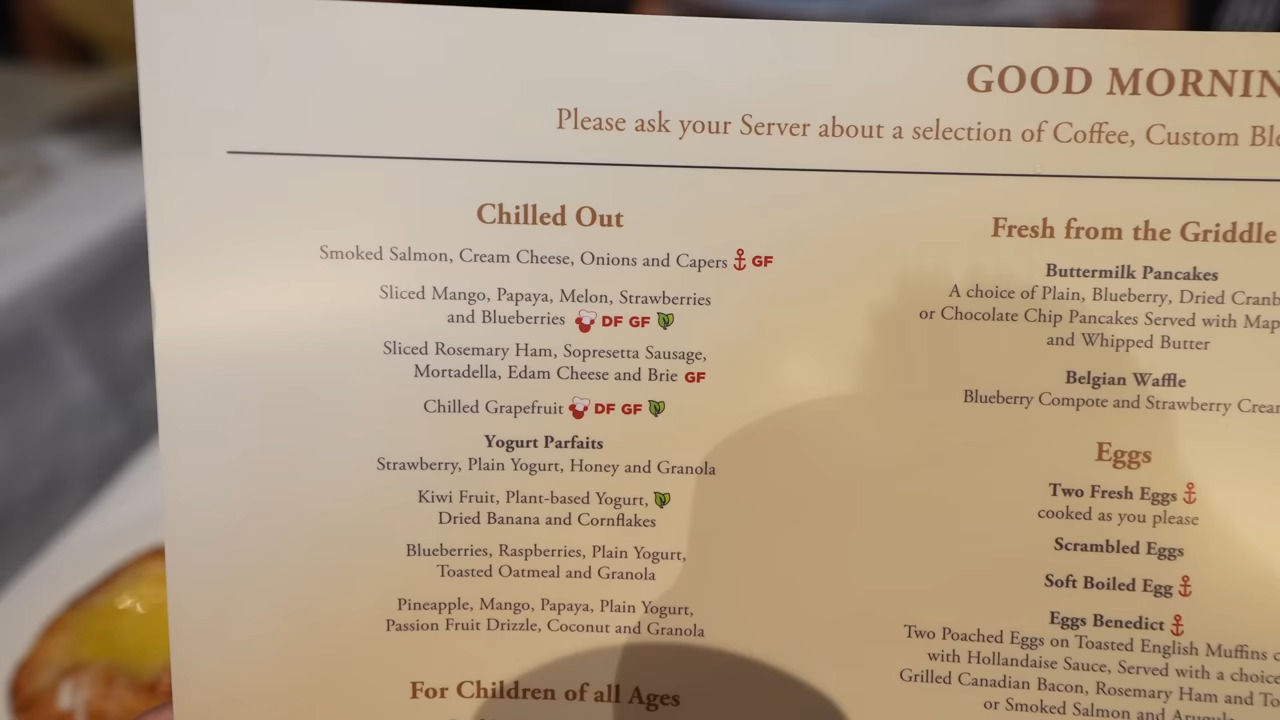 GOOD MORNIN
Please ask your Server about a selection of Coffee, Custom Ble
Chilled Out
Smoked Salmon, Cream Cheese, Onions and Capers GF
Sliced Mango, Papaya, Melon, Strawberries
and Blueberries DF GF
Sliced Rosemary Ham, Sopresetta Sausage,
Mortadella, Edam Cheese and Brie GF
Chilled Grapefruit DF GF
Yogurt Parfaits
Strawberry, Plain Yogurt, Honey and Granola
Kiwi Fruit, Plant-based Yogurt,
Dried Banana and Cornflakes
Blueberries, Raspberries, Plain Yogurt,
Toasted Oatmeal and Granola
Pineapple, Mango, Papaya, Plain Yogurt,
Passion Fruit Drizzle, Coconut and Granola
For Children of all Ages
Fresh from the Griddle
Buttermilk Pancakes
A choice of Plain, Blueberry, Dried Cranb
or Chocolate Chip Pancakes Served with Map
and Whipped Butter
Belgian Waffle
Blueberry Compote and Strawberry Crea
Eggs
Two Fresh Eggs
cooked as you please
Scrambled Eggs
Soft Boiled Egg
Eggs Benedict
Two Poached Eggs on Toasted English Muffins
with Hollandaise Sauce, Served with a choice
Grilled Canadian Bacon, Rosemary Ham and To
or Smoked Salmon and Arugula